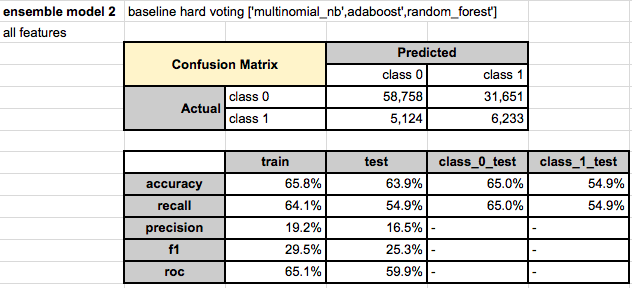 ensemble model 2 baseline hard voting ['multinomial_nb',adaboost','random_forest']
all features
Confusion Matrix Predicted
class 0 class 1
Actual class 0 58,758 31,651
class 1 5,124 6,233
train test class_0_test class_1_test
accuracy 65.8% 63.9% 65.0% 54.9%
recall 64.1% 54.9% 65.0% 54.9%
precision 19.2% 16.5% - -
f1 29.5% 25.3% - -
roc 65.1% 59.9% - -